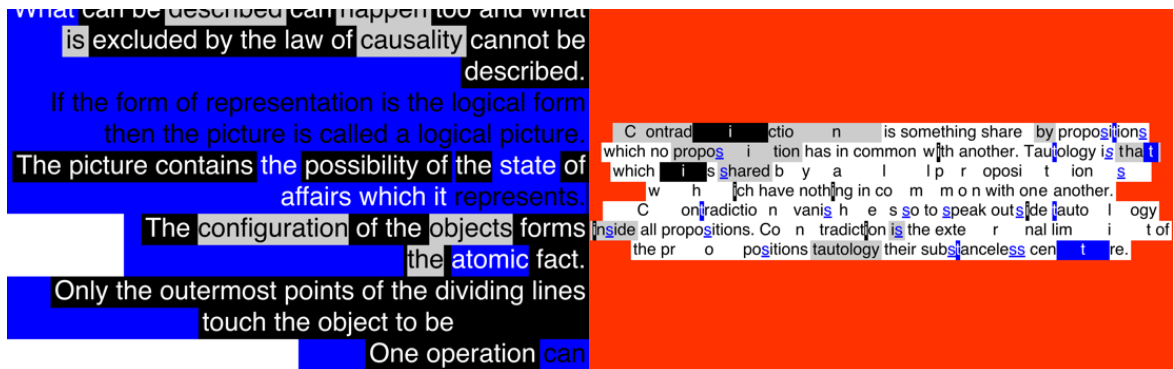 What can be described can happen too and what
is excluded by the law of causality cannot be
described.
If the form of representation is the logical form
then the picture is called a logical picture.
The picture contains the possibility of the state of
affairs which it represents.
The configuration of the objects forms
the atomic fact.
Only the outermost points of the dividing lines
touch the object to be
One operation can
C ontrad i ctio n is something share by propositions
which no propos i tion has in common with another. Tautology is that
which i s shared b y a l l p r oposi t ion s
w h ich have nothing in co m m o n with one another.
C ontradictio n vanis h e s so to speak outside tauto l ogy
inside all propositions. Co n tradiction is the exte r nal lim i t of
the pr o positions tautology their substanceless cen t re.